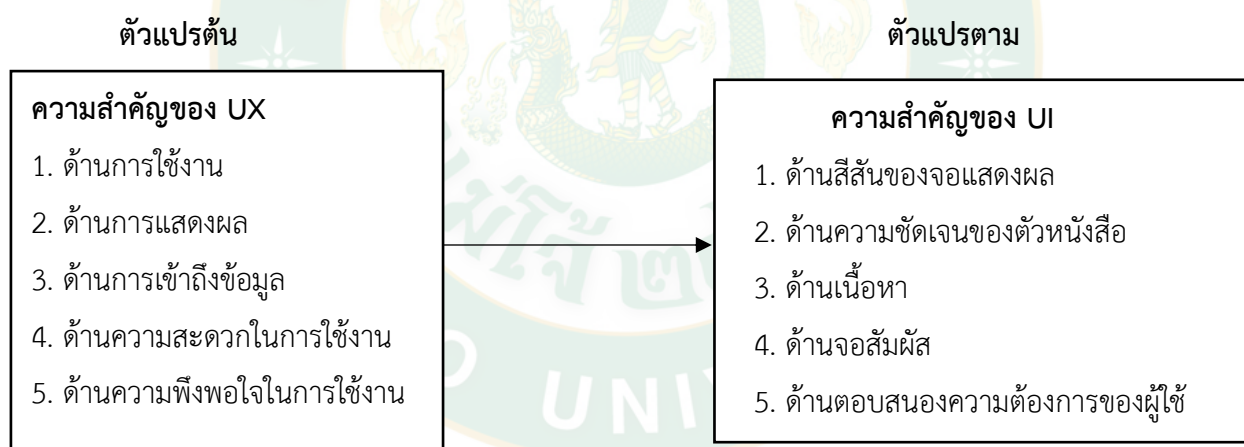 ตัวแปรต้น
ความสำคัญของ UX
1. ด้านการใช้งาน
2. ด้านการแสดงผล
3. ด้านการเข้าถึงข้อมูล
4. ด้านความสะดวกในการใช้งาน
5. ด้านความพึงพอใจในการใช้งาน
ตัวแปรตาม
ความสำคัญของ UI
1. ด้านสีสันของจอแสดงผล
2. ด้านความชัดเจนของตัวหนังสือ
3. ด้านเนื้อหา
4. ด้านจอสัมผัส
5. ด้านตอบสนองความต้องการของผู้ใช้